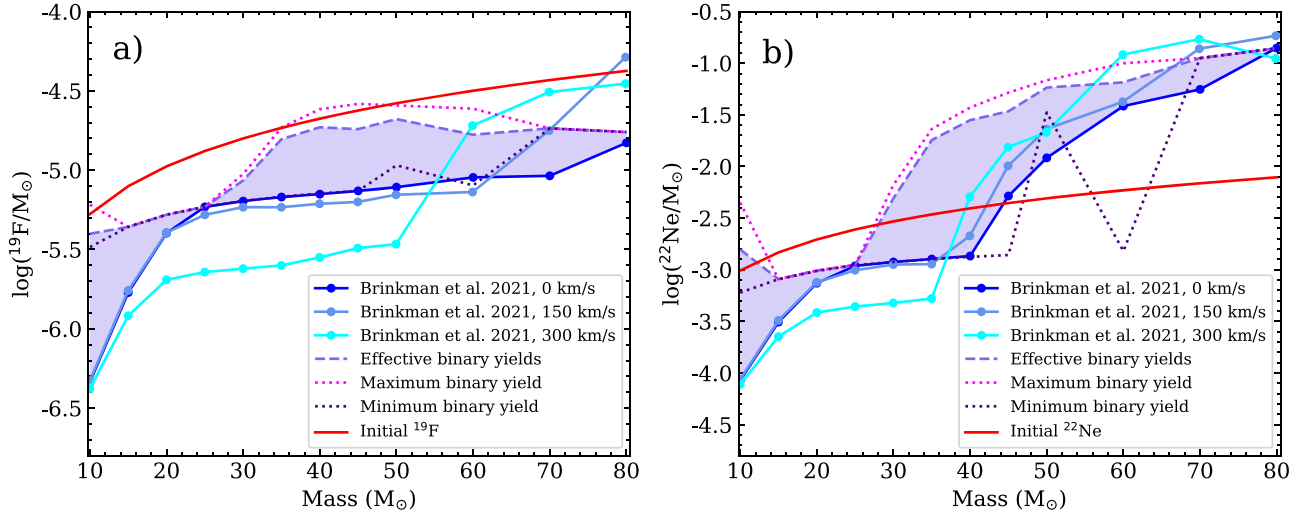 a)
log(¹⁹F/M☉)
-4.0
-4.5
-5.0
-5.5
-6.0
-6.5
10 20 30 40 50 60 70 80
Mass (M☉)
Brinkman et al. 2021, 0 km/s
Brinkman et al. 2021, 150 km/s
Brinkman et al. 2021, 300 km/s
Effective binary yields
Maximum binary yield
Minimum binary yield
Initial ¹⁹F
b)
log(²²Ne/M☉)
-0.5
-1.0
-1.5
-2.0
-2.5
-3.0
-3.5
-4.0
-4.5
10 20 30 40 50 60 70 80
Mass (M☉)
Brinkman et al. 2021, 0 km/s
Brinkman et al. 2021, 150 km/s
Brinkman et al. 2021, 300 km/s
Effective binary yields
Maximum binary yield
Minimum binary yield
Initial ²²Ne